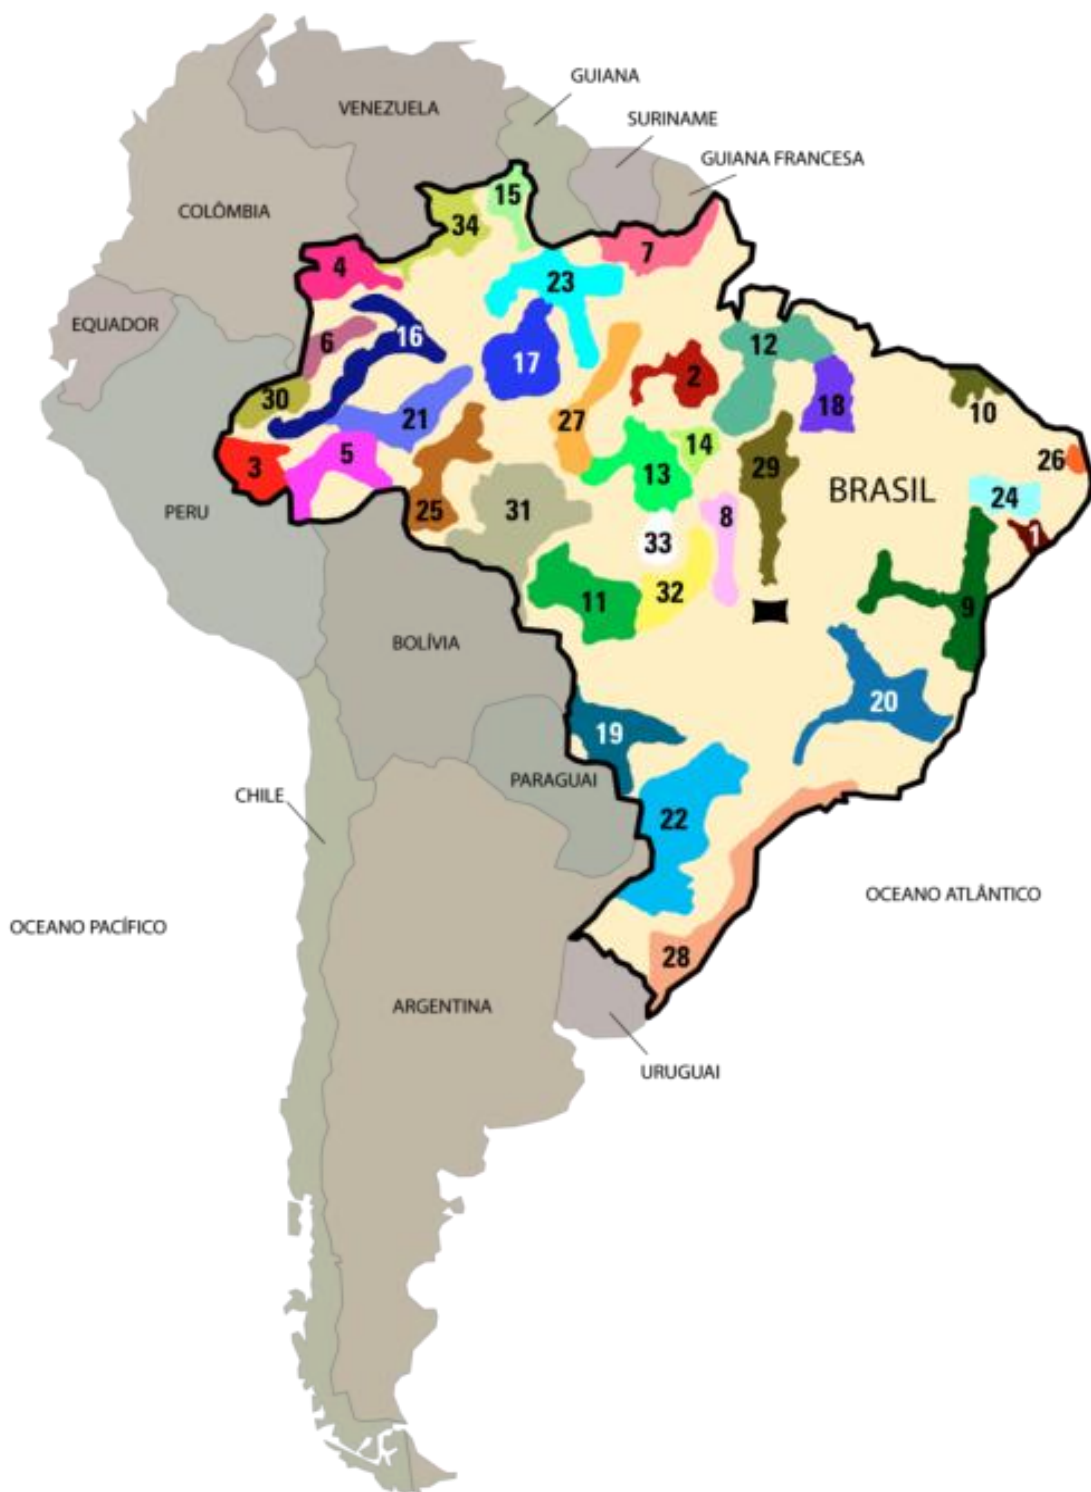 GUIANA
VENEZUELA
SURINAME
GUIANA FRANCESA
15
COLÔMBIA
34
7
4
23
EQUADOR
16
6
12
17
2
30
18
10
21
27
14
5
26
3
13
29
BRASIL
24
PERU
25
31
8
1
33
32
11
9
BOLÍVIA
20
19
PARAGUAI
CHILE
22
OCEANO ATLÂNTICO
OCEANO PACÍFICO
28
ARGENTINA
URUGUAI